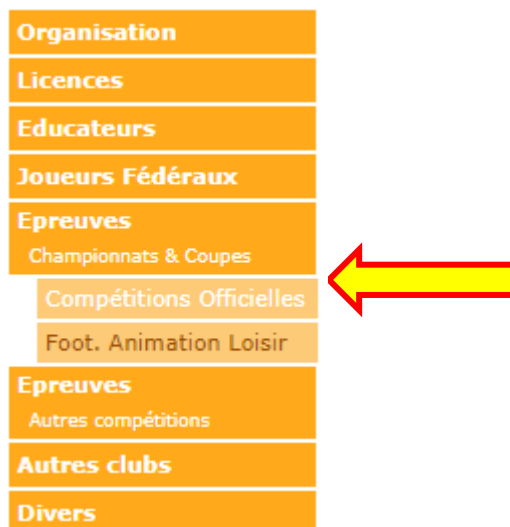 Organisation
Licences
Educateurs
Joueurs Fédéraux
Epreuves
Championnats & Coupes
Compétitions Officielles
Foot. Animation Loisir
Epreuves
Autres compétitions
Autres clubs
Divers